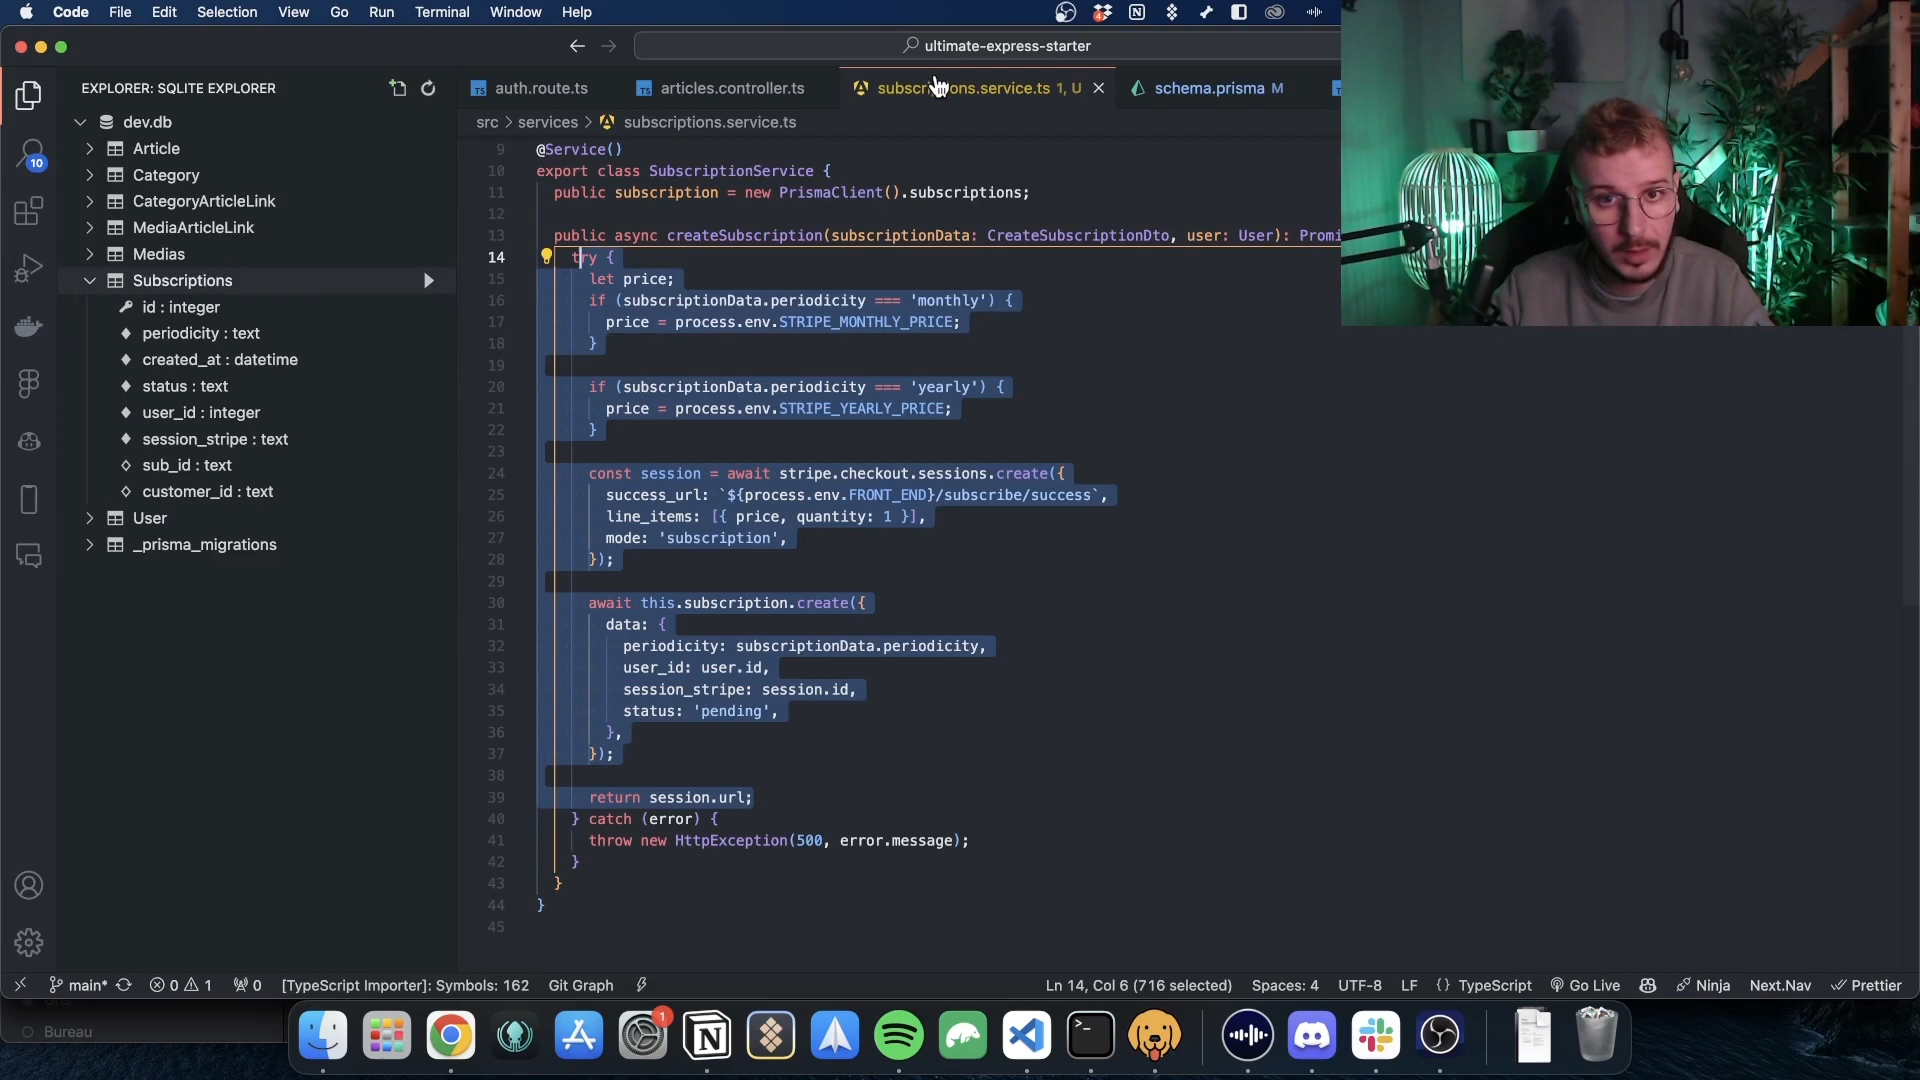 Code File Edit Selection View Go Run Terminal Window Help
4
ultimate-express-starter
EXPLORER: SQLITE EXPLORER
dev.db
Article
Category
CategoryArticleLink
MediaArticleLink
Medias
Subscriptions
id : integer
periodicity : text
created_at : datetime
status : text
user_id : integer
session_stripe : text
sub_id : text
customer_id : text
User
_prisma_migrations
10
TS auth.route.ts
TS articles.controller.ts
subscriptions.service.ts 1, U
schema.prisma M
src > services > subscriptions.service.ts
9 @Service()
10 export class SubscriptionService {
11 public subscription = new PrismaClient().subscriptions;
12
13 public async createSubscription(subscriptionData: CreateSubscriptionDto, user: User): Promi
14 try {
15 let price;
16 if (subscriptionData.periodicity === 'monthly') {
17 price = process.env.STRIPE_MONTHLY_PRICE;
18 }
19
20 if (subscriptionData.periodicity === 'yearly') {
21 price = process.env.STRIPE_YEARLY_PRICE;
22 }
23
24 const session = await stripe.checkout.sessions.create({
25 success_url: `${process.env.FRONT_END}/subscribe/success`,
26 line_items: [{ price, quantity: 1 }],
27 mode: 'subscription',
28 });
29
30 await this.subscription.create({
31 data: {
32 periodicity: subscriptionData.periodicity,
33 user_id: user.id,
34 session_stripe: session.id,
35 status: 'pending',
36 },
37 });
38
39 return session.url;
40 } catch (error) {
41 throw new HttpException(500, error.message);
42 }
43 }
44 }
45
main* 0 1 0 [TypeScript Importer]: Symbols: 162 Git Graph Ln 14, Col 6 (716 selected) Spaces: 4 UTF-8 LF {} TypeScript Go Live Ninja Next.Nav Prettier
Bureau
1